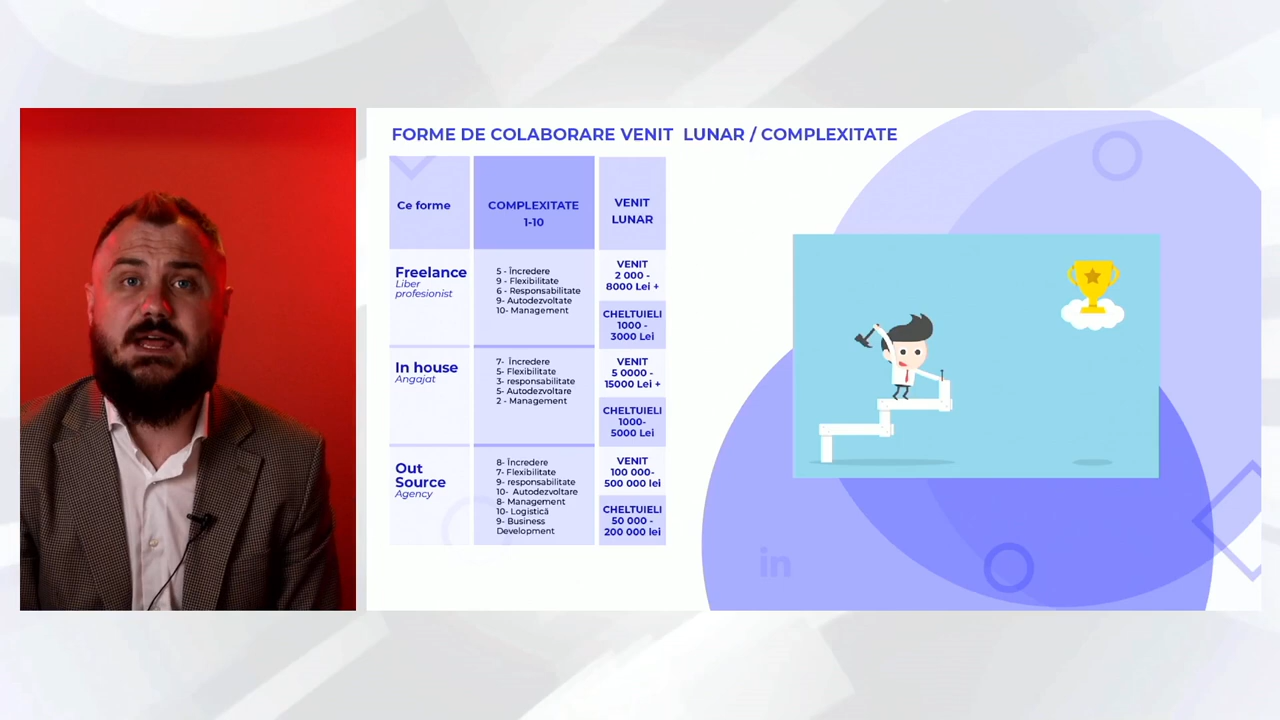 FORME DE COLABORARE VENIT LUNAR / COMPLEXITATE
Ce forme
COMPLEXITATE
1-10
VENIT
LUNAR
Freelance
Liber
profesionist
5 - Încredere
9 - Flexibilitate
6 - Responsabilitate
9- Autodezvoltate
10- Management
VENIT
2 000 -
8000 Lei +
CHELTUIELI
1000 -
3000 Lei
In house
Angajat
7- Încredere
5- Flexibilitate
3- responsabilitate
5- Autodezvoltare
2 - Management
VENIT
5 0000 -
15000 Lei +
CHELTUIELI
1000-
5000 Lei
Out
Source
Agency
8- Încredere
7- Flexibilitate
9- responsabilitate
10- Autodezvoltare
8- Management
10- Logistică
9- Business
Development
VENIT
100 000-
500 000 lei
CHELTUIELI
50 000 -
200 000 lei
in